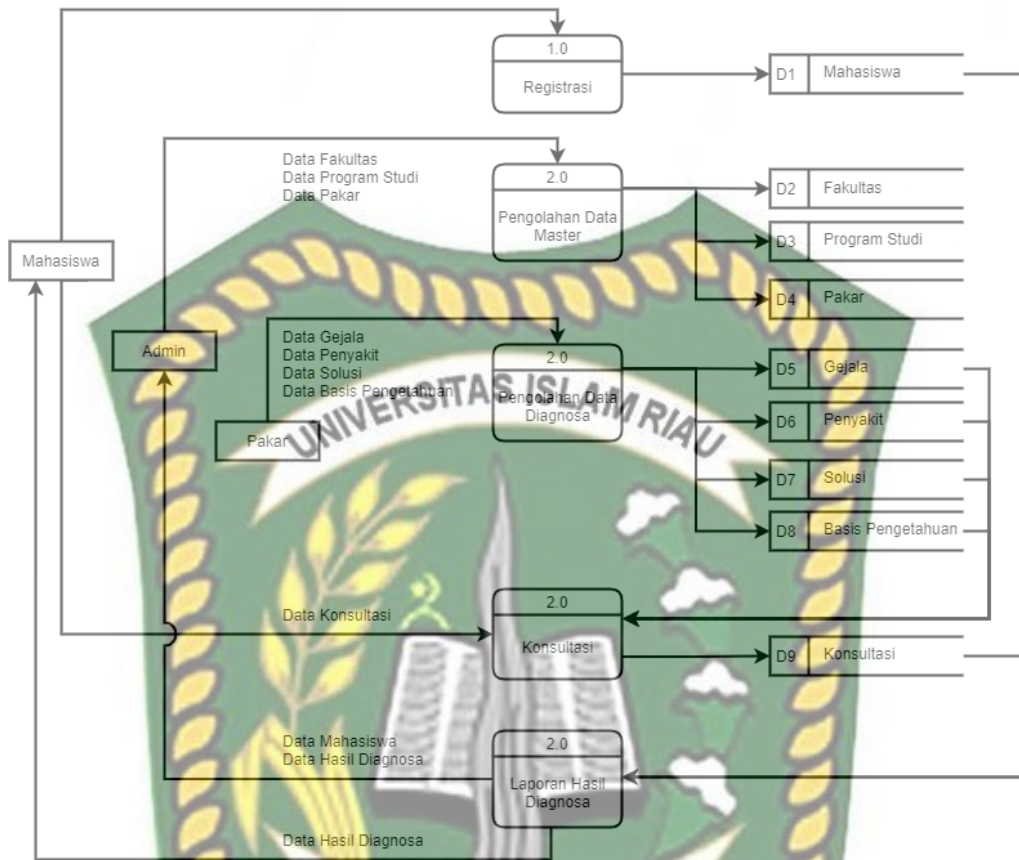 1.0
Registrasi
D1 Mahasiswa
Data Fakultas
Data Program Studi
Data Pakar
2.0
Pengolahan Data
Master
D2 Fakultas
D3 Program Studi
D4 Pakar
Mahasiswa
Admin
Data Gejala
Data Penyakit
Data Solusi
Data Basis Pengetahuan
2.0
Pengolahan Data
Diagnosa
D5 Gejala
D6 Penyakit
D7 Solusi
D8 Basis Pengetahuan
Pakar
UNIVERSITAS ISLAM RIAU
Data Konsultasi
2.0
Konsultasi
D9 Konsultasi
Data Mahasiswa
Data Hasil Diagnosa
2.0
Laporan Hasil
Diagnosa
Data Hasil Diagnosa